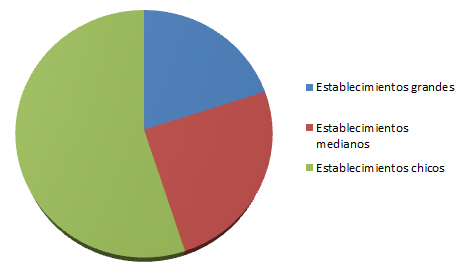 Establecimientos grandes
Establecimientos
medianos
Establecimientos chicos